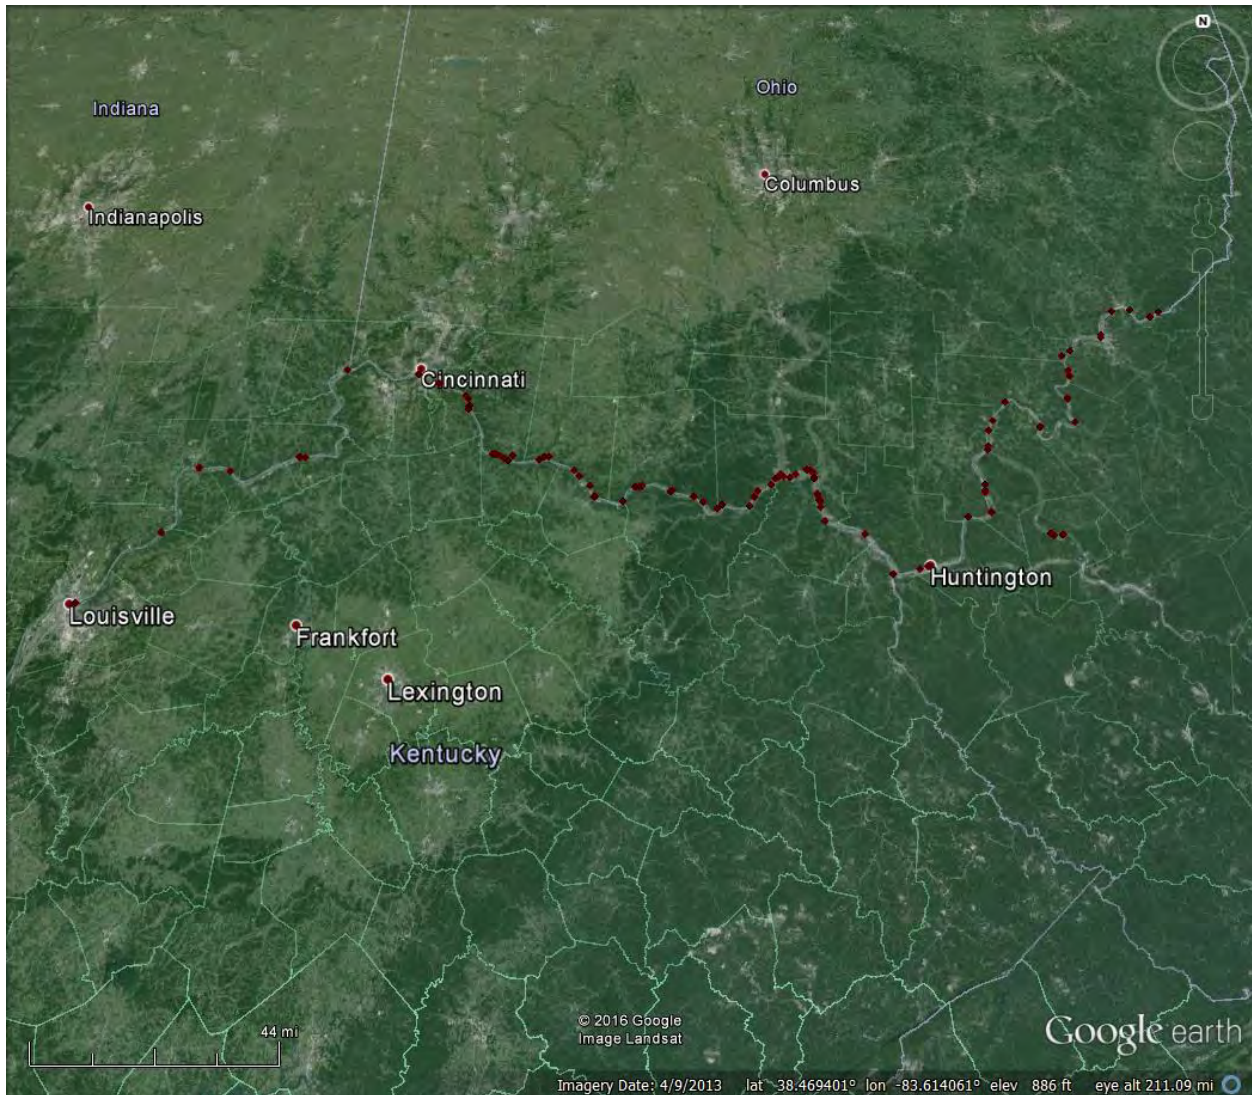 N
Ohio
Indiana
Columbus
Indianapolis
Cincinnati
Huntington
Louisville
Frankfort
Lexington
Kentucky
44 mi
© 2016 Google
Image Landsat
Google earth
Imagery Date: 4/9/2013 lat 38.469401° lon -83.614061° elev 886 ft eye alt 211.09 mi